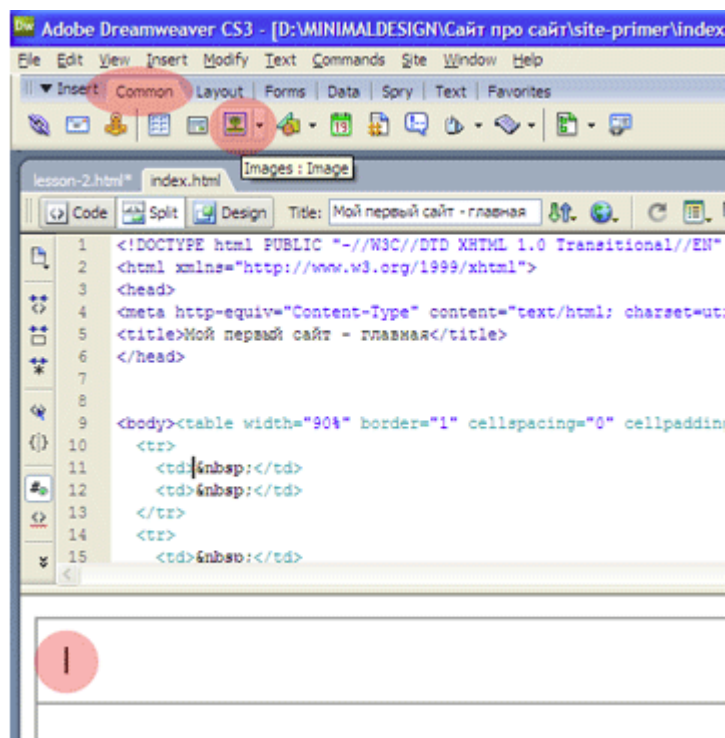 Adobe Dreamweaver CS3 - [D:\MINIMALDESIGN\Сайт про сайт\site-primer\index
File Edit View Insert Modify Text Commands Site Window Help
Insert Common Layout Forms Data Spry Text Favorites
Images : Image
lesson-2.html* index.html
Code Split Design Title: Мой первый сайт - главная
1 <!DOCTYPE html PUBLIC "-//W3C//DTD XHTML 1.0 Transitional//EN"
2 <html xmlns="http://www.w3.org/1999/xhtml">
3 <head>
4 <meta http-equiv="Content-Type" content="text/html; charset=ut
5 <title>Мой первый сайт - главная</title>
6 </head>
7
8
9 <body><table width="90%" border="1" cellspacing="0" cellpadding
10 <tr>
11 <td>&nbsp;</td>
12 <td>&nbsp;</td>
13 </tr>
14 <tr>
15 <td>&nbsp;</td>